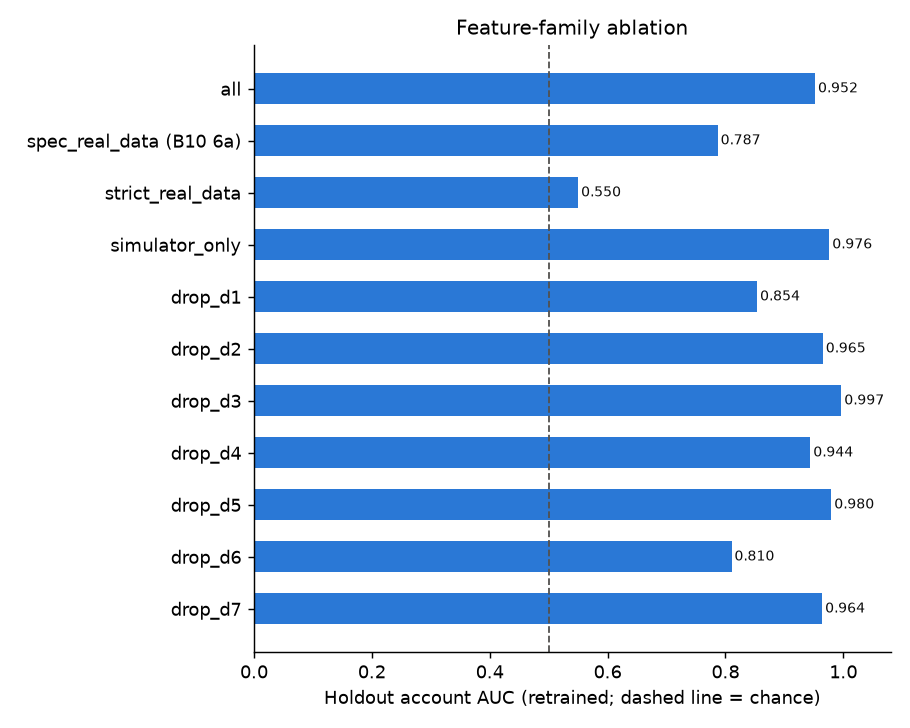 Feature-family ablation
all 0.952
spec_real_data (B10 6a) 0.787
strict_real_data 0.550
simulator_only 0.976
drop_d1 0.854
drop_d2 0.965
drop_d3 0.997
drop_d4 0.944
drop_d5 0.980
drop_d6 0.810
drop_d7 0.964
0.0 0.2 0.4 0.6 0.8 1.0
Holdout account AUC (retrained; dashed line = chance)